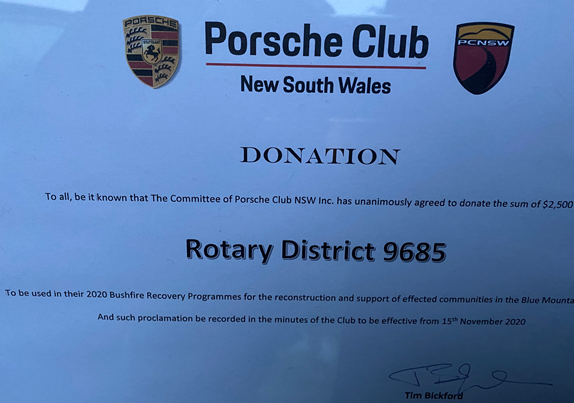 PORSCHE
Porsche Club
PCNSW
New South Wales
DONATION
To all, be it known that The Committee of Porsche Club NSW Inc. has unanimously agreed to donate the sum of $2,500
Rotary District 9685
To be used in their 2020 Bushfire Recovery Programmes for the reconstruction and support of effected communities in the Blue Mounta
And such proclamation be recorded in the minutes of the Club to be effective from 15th November 2020
Tim Bickford